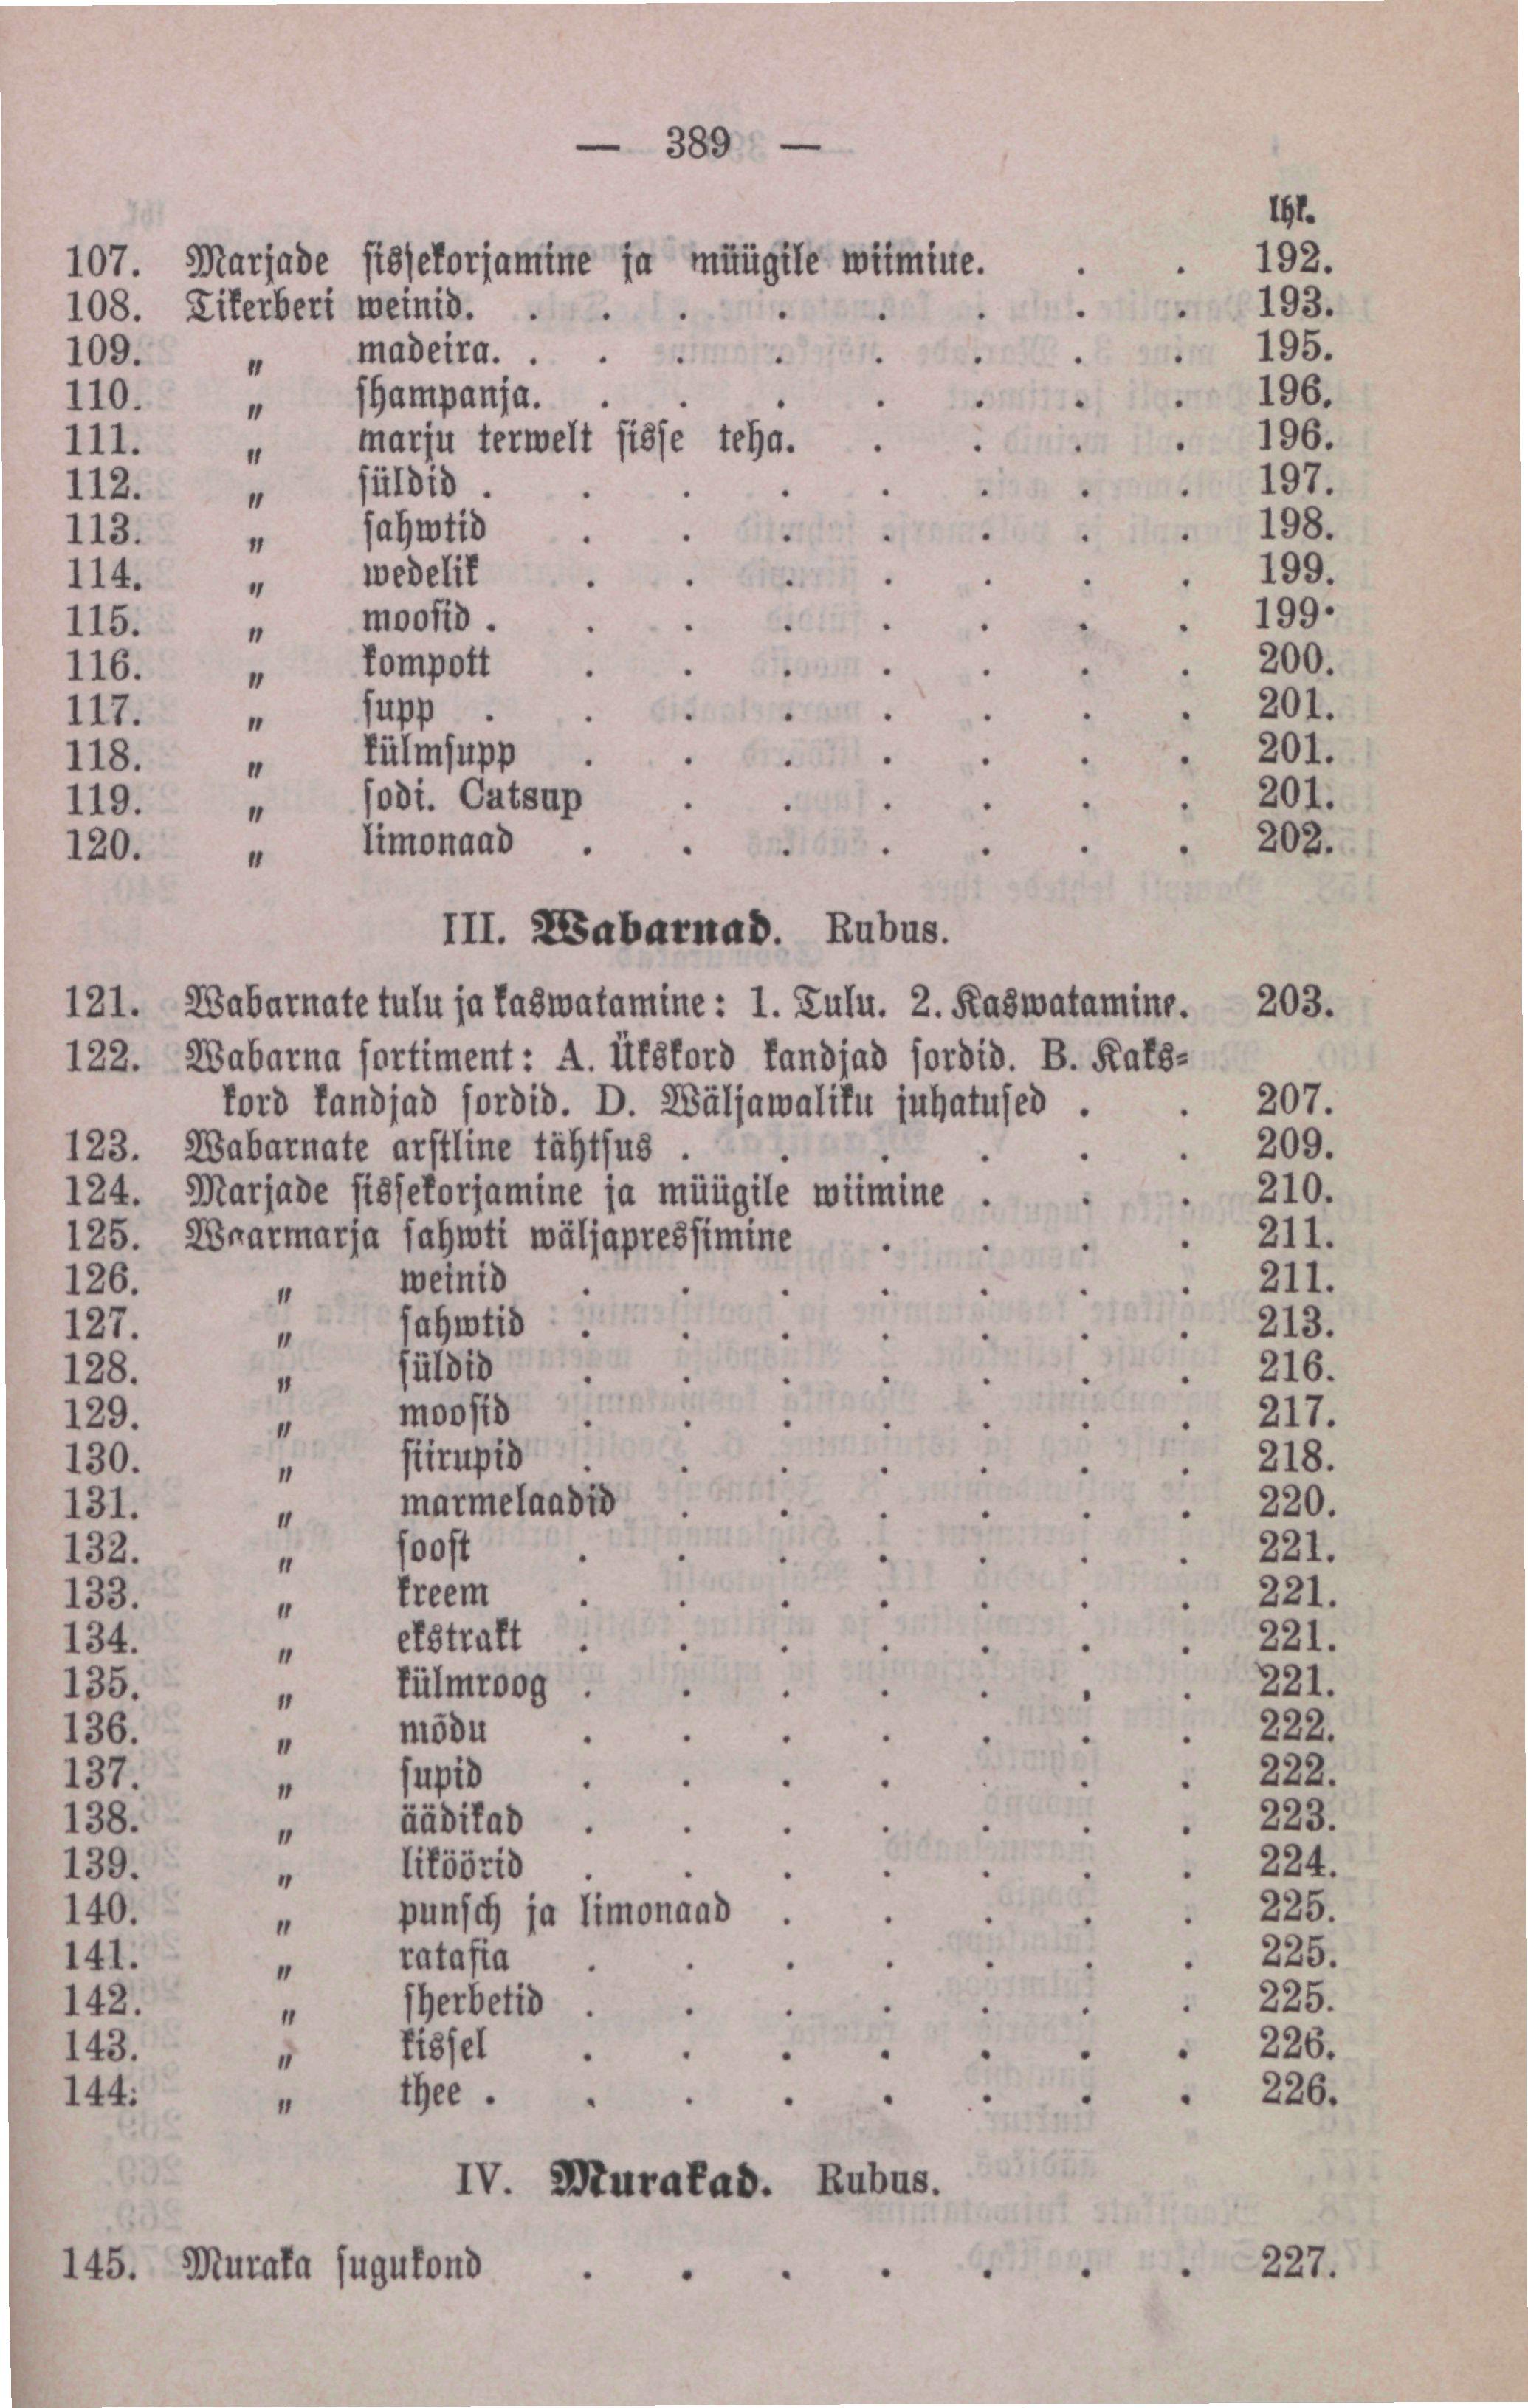 — 389 —
lhk.
107. Marjade sissekorjamine ja müügile wiimine. . . 192.
108. Tikerberi weinid. . . . . . . . 193.
109. „ madeira. . . . . . . . 195.
110. „ shampanja. . . . . . . . 196.
111. „ marju terwelt sisse teha. . . . . 196.
112. „ süldid . . . . . . . . 197.
113. „ sahwtid . . . . . . . 198.
114. „ wedelik . . . . . . . 199.
115. „ moosid . . . . . . . . 199.
116. „ kompott . . . . . . . 200.
117. „ supp . . . . . . . . 201.
118. „ külmsupp . . . . . . . 201.
119. „ sodi. Catsup . . . . . . 201.
120. „ limonaad . . . . . . . 202.
III. Wabarnad. Rubus.
121. Wabarnate tulu ja kaswatamine: 1. Tulu. 2. Kaswatamine. 203.
122. Wabarna sortiment: A. Ükskord kandjad sordid. B. Kaks-
kord kandjad sordid. D. Wäljawaliku juhatused . . 207.
123. Wabarnate arstline tähtsus . . . . . . 209.
124. Marjade sissekorjamine ja müügile wiimine . . . 210.
125. Waarmarja sahwti wäljapressimine . . . . 211.
126. „ weinid . . . . . . . 211.
127. „ sahwtid . . . . . . . 213.
128. „ süldid . . . . . . . 216.
129. „ moosid . . . . . . . 217.
130. „ siirupid . . . . . . . 218.
131. „ marmelaadid . . . . . . 220.
132. „ soost . . . . . . . 221.
133. „ kreem . . . . . . . 221.
134. „ ekstrakt . . . . . . . 221.
135. „ külmroog . . . . . . . 221.
136. „ mõdu . . . . . . . 222.
137. „ supid . . . . . . 222.
138. „ äädikad . . . . . . . 223.
139. „ liköörid . . . . . . . 224.
140. „ punsch ja limonaad . . . . . 225.
141. „ ratafia . . . . . . . 225.
142. „ sherbetid . . . . . . . 225.
143. „ kissel . . . . . . . 226.
144. „ thee . . . . . . . . 226.
IV. Murakad. Rubus.
145. Muraka sugukond . . . . . . . 227.